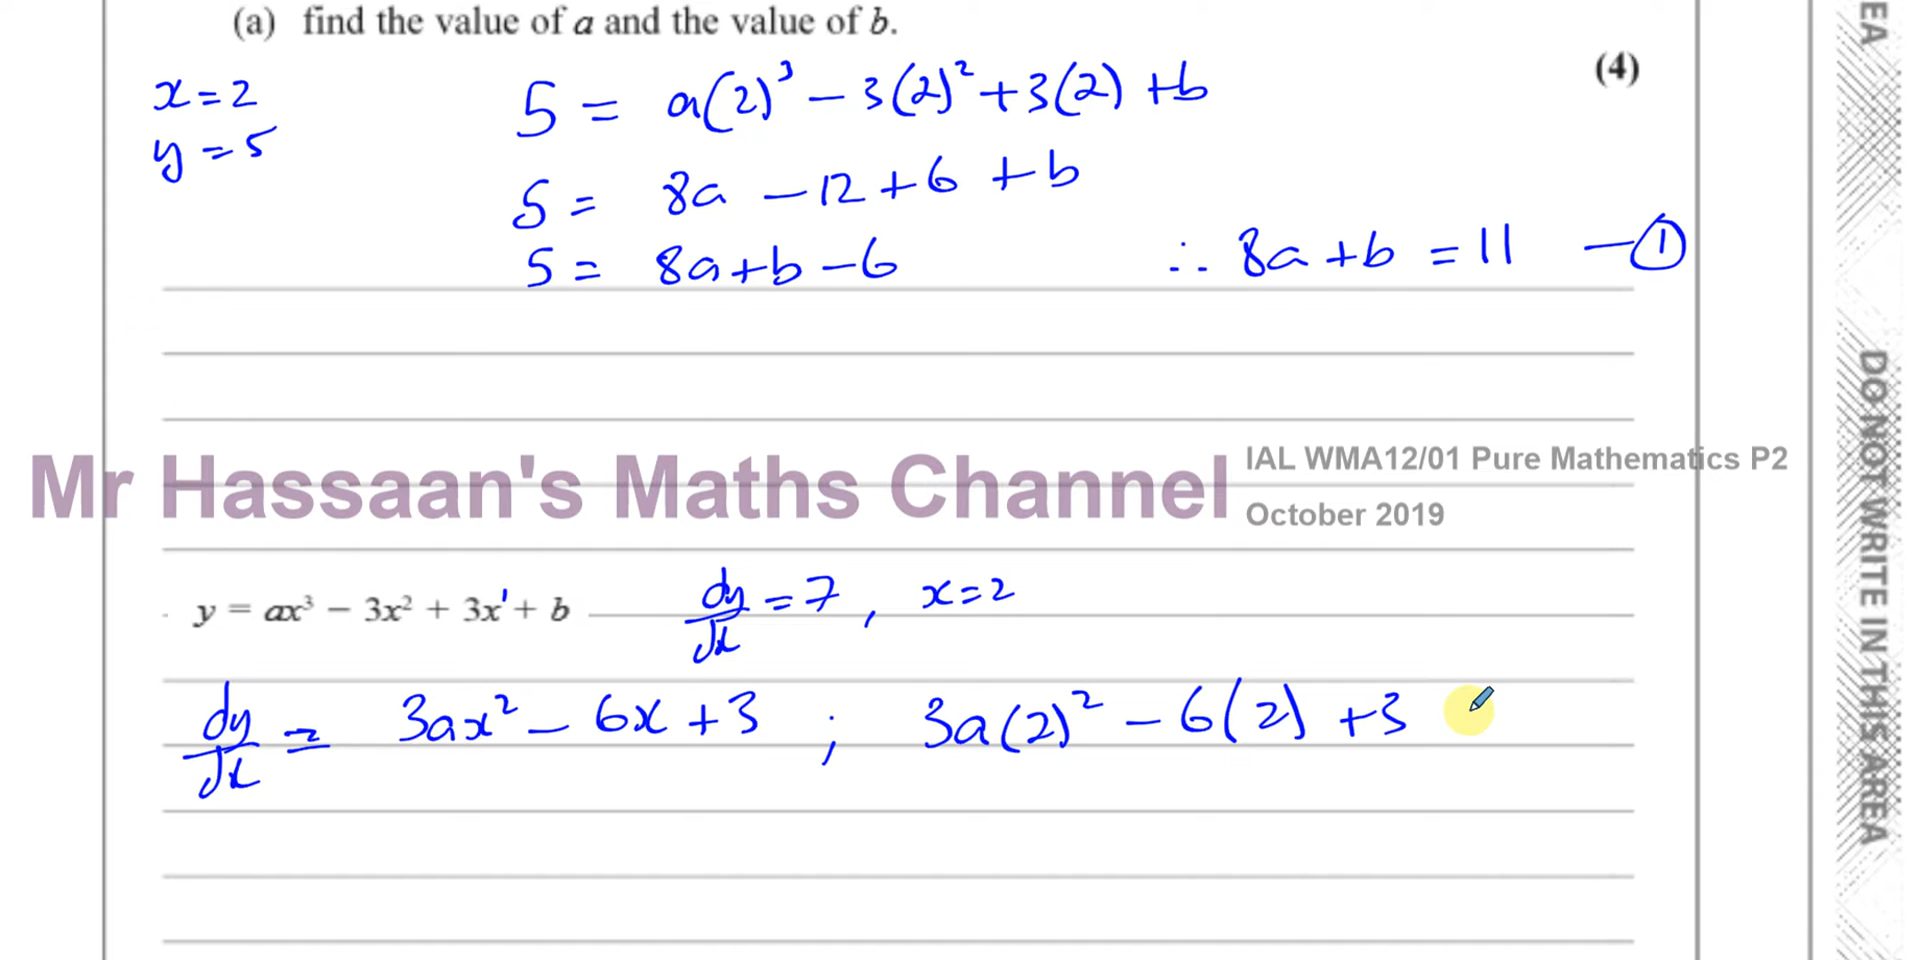 (a) find the value of a and the value of b.
(4)
x = 2
y = 5
5 = a(2)³ − 3(2)² + 3(2) + b
5 = 8a − 12 + 6 + b
5 = 8a + b − 6 ∴ 8a + b = 11 — ①
Mr Hassaan's Maths Channel
IAL WMA12/01 Pure Mathematics P2
October 2019
y = ax³ − 3x² + 3x¹ + b dy/dx = 7 , x = 2
dy/dx = 3ax² − 6x + 3 ; 3a(2)² − 6(2) + 3
EA
DO NOT WRITE IN THIS AREA